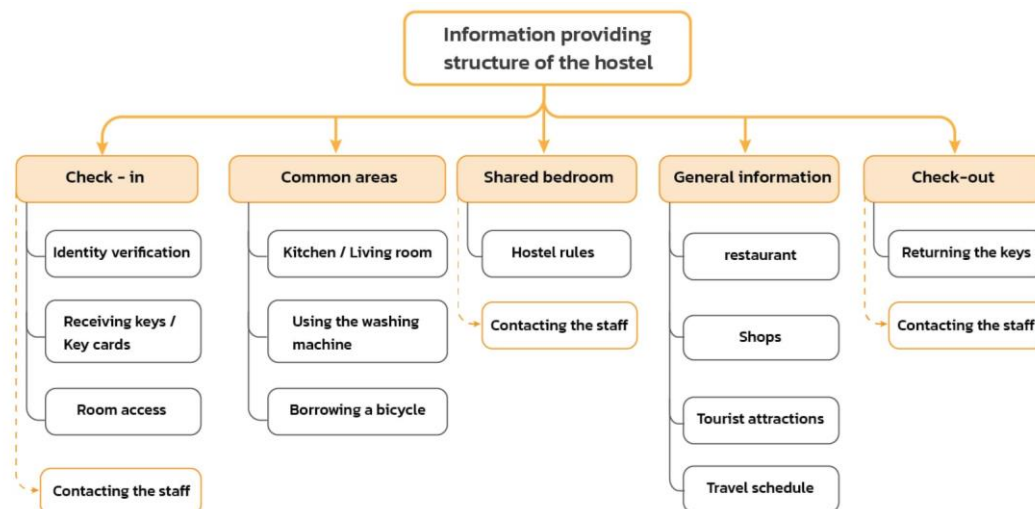 Information providing
structure of the hostel
Check - in
Identity verification
Receiving keys /
Key cards
Room access
Contacting the staff
Common areas
Kitchen / Living room
Using the washing
machine
Borrowing a bicycle
Shared bedroom
Hostel rules
Contacting the staff
General information
restaurant
Shops
Tourist attractions
Travel schedule
Check-out
Returning the keys
Contacting the staff